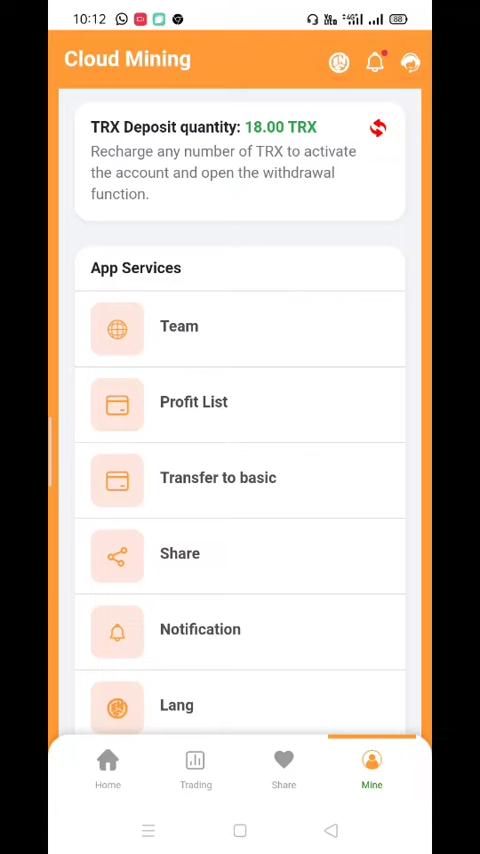 10:12
88
Cloud Mining
TRX Deposit quantity: 18.00 TRX
Recharge any number of TRX to activate
the account and open the withdrawal
function.
App Services
Team
Profit List
Transfer to basic
Share
Notification
Lang
Home
Trading
Share
Mine